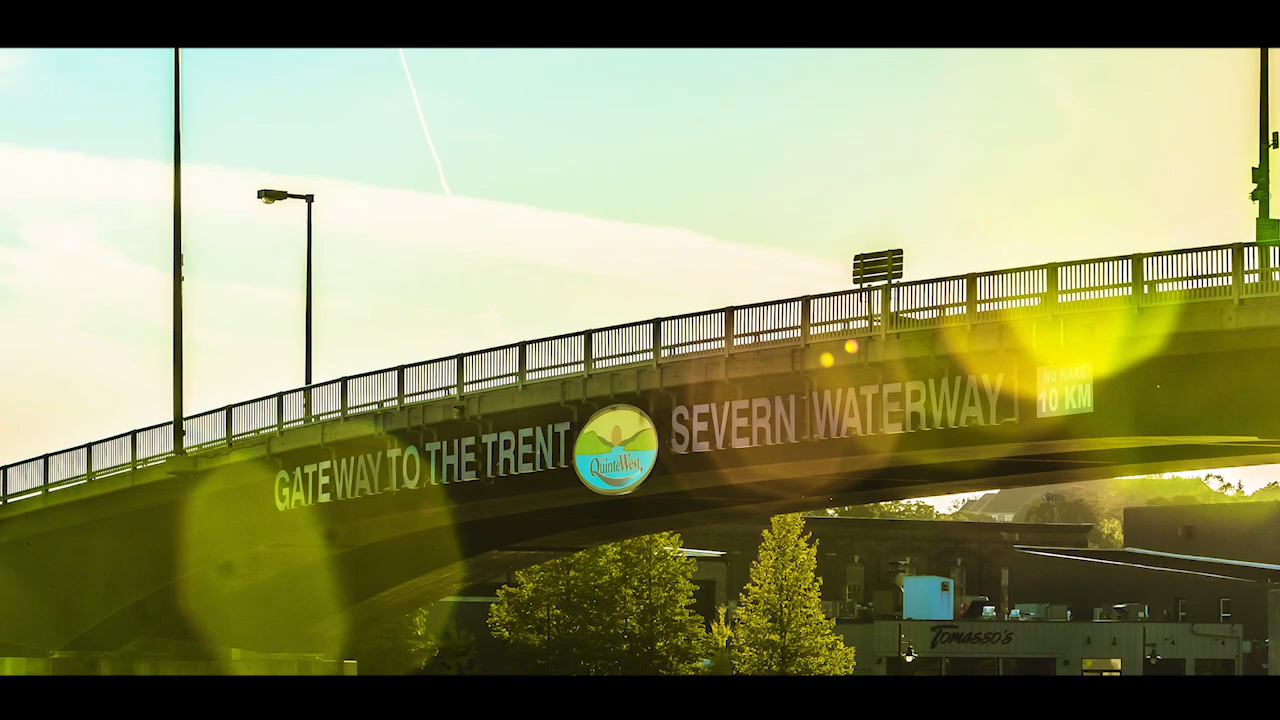 GATEWAY TO THE TRENT
QuinteWest
SEVERN WATERWAY
NO WAKE
10 KM
Tomasso's